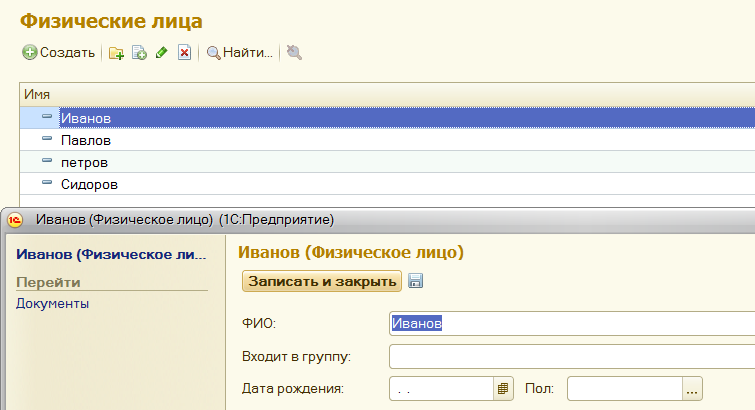 Физические лица
Создать Найти...
Имя
Иванов
Павлов
петров
Сидоров
1С Иванов (Физическое лицо) (1С:Предприятие)
Иванов (Физическое ли...
Перейти
Документы
Иванов (Физическое лицо)
Записать и закрыть
ФИО: Иванов
Входит в группу:
Дата рождения: . . Пол: ...